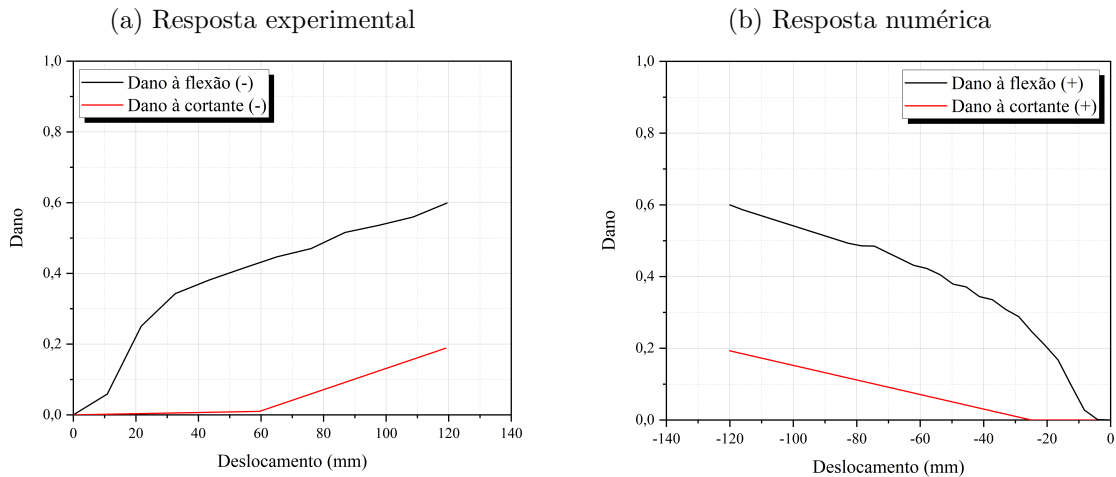 (a) Resposta experimental
(b) Resposta numérica
1,0
0,8
0,6
0,4
0,2
0,0
Dano
Dano à flexão (-)
Dano à cortante (-)
0
20
40
60
80
100
120
140
Deslocamento (mm)
1,0
0,8
0,6
0,4
0,2
0,0
Dano
Dano à flexão (+)
Dano à cortante (+)
-140
-120
-100
-80
-60
-40
-20
0
Deslocamento (mm)